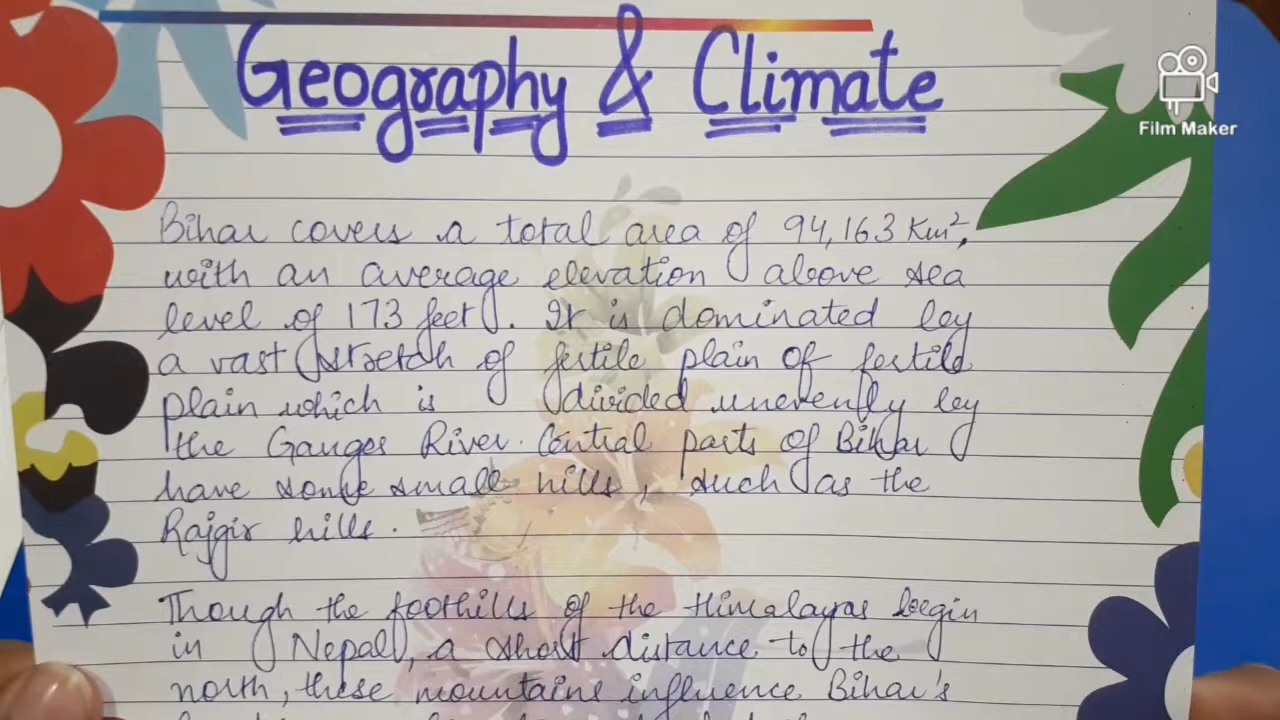 Geography & Climate
Film Maker
Bihar covers a total area of 94,163 Km²,
with an average elevation above sea
level of 173 feet. It is dominated by
a vast stretch of fertile plain of fertile
plain which is divided unevenly by
the Ganges River. Central parts of Bihar
have some small hills, such as the
Rajgir hills.
Though the foothills of the Himalayas begin
in Nepal, a short distance to the
north, these mountains influence Bihar's